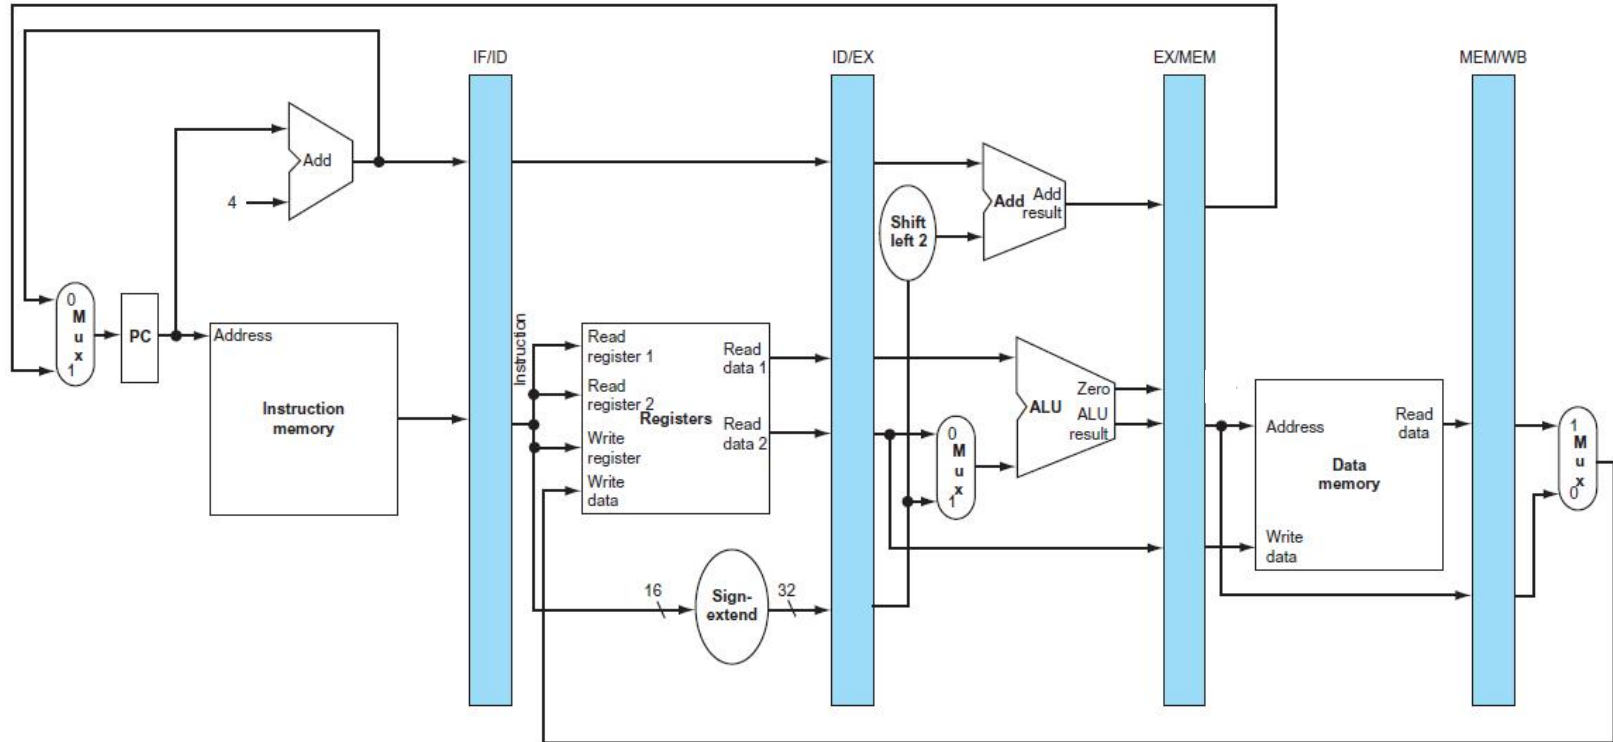 IF/ID
ID/EX
EX/MEM
MEM/WB
Add
4
Shift
left 2
Add
Add
result
0
M
u
x
1
PC
Address
Instruction
memory
Instruction
Read
register 1
Read
register 2
Write
register
Write
data
Registers
Read
data 1
Read
data 2
16
Sign-
extend
32
0
M
u
x
1
ALU
Zero
ALU
result
Address
Read
data
Data
memory
Write
data
1
M
u
x
0